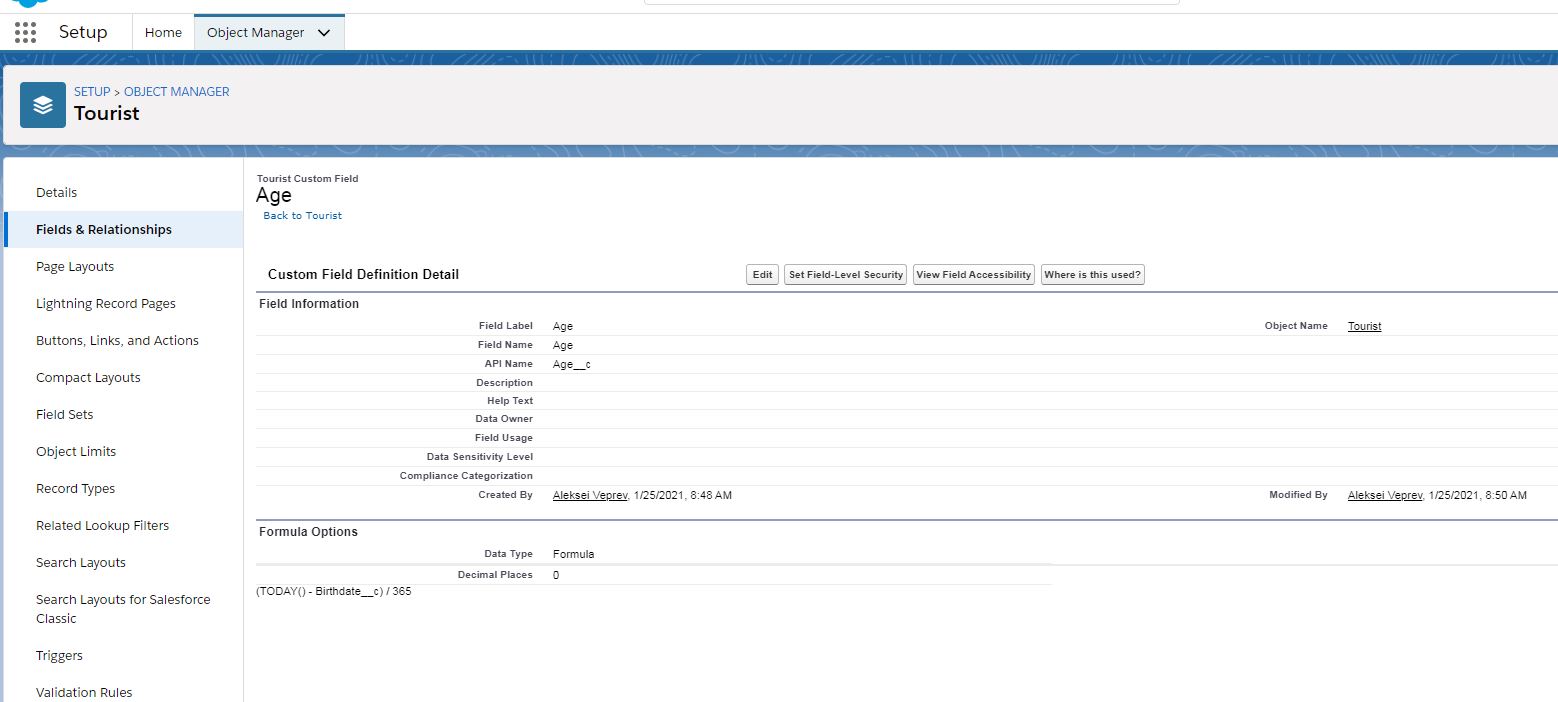 Setup Home Object Manager
SETUP > OBJECT MANAGER
Tourist
Details
Fields & Relationships
Page Layouts
Lightning Record Pages
Buttons, Links, and Actions
Compact Layouts
Field Sets
Object Limits
Record Types
Related Lookup Filters
Search Layouts
Search Layouts for Salesforce
Classic
Triggers
Validation Rules
Tourist Custom Field
Age
Back to Tourist
Custom Field Definition Detail Edit Set Field-Level Security View Field Accessibility Where is this used?
Field Information
Field Label Age Object Name Tourist
Field Name Age
API Name Age__c
Description
Help Text
Data Owner
Field Usage
Data Sensitivity Level
Compliance Categorization
Created By Aleksei Veprev, 1/25/2021, 8:48 AM Modified By Aleksei Veprev, 1/25/2021, 8:50 AM
Formula Options
Data Type Formula
Decimal Places 0
(TODAY() - Birthdate__c) / 365